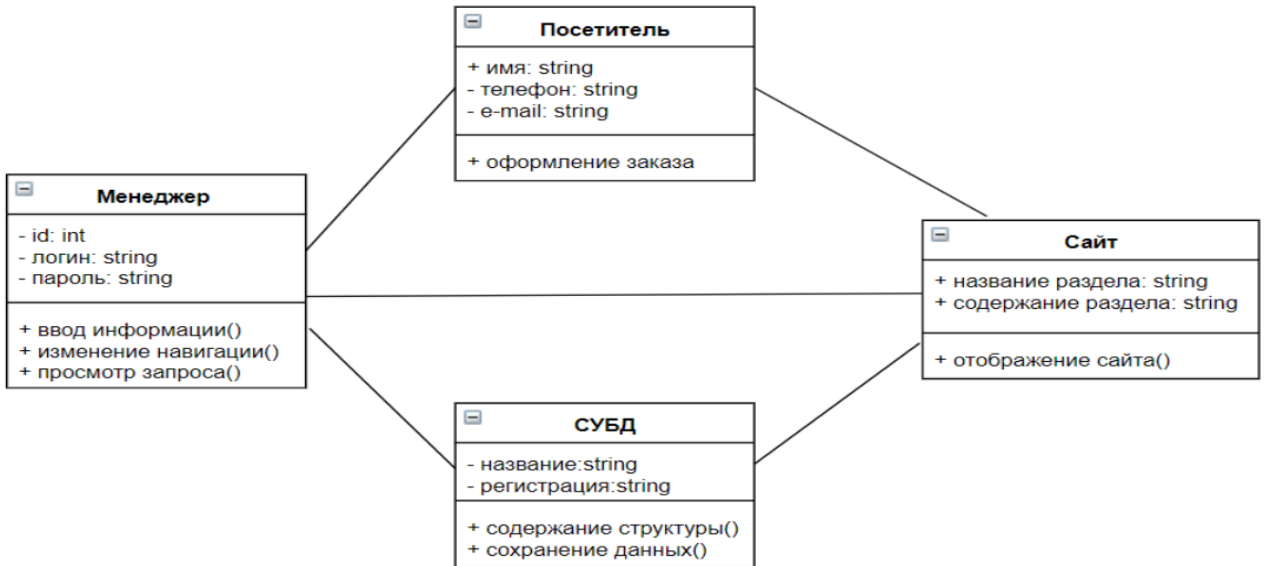 Посетитель
+ имя: string
- телефон: string
- e-mail: string
+ оформление заказа
Менеджер
- id: int
- логин: string
- пароль: string
+ ввод информации()
+ изменение навигации()
+ просмотр запроса()
Сайт
+ название раздела: string
+ содержание раздела: string
+ отображение сайта()
СУБД
- название:string
- регистрация:string
+ содержание структуры()
+ сохранение данных()